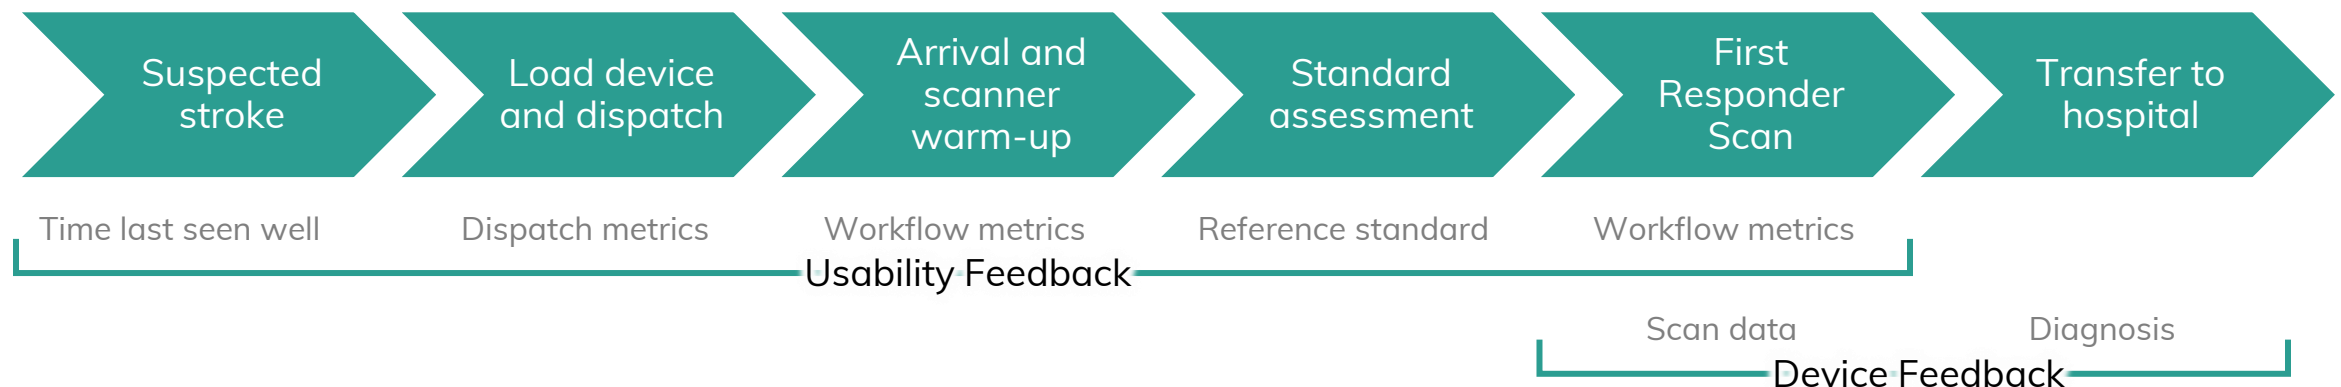 Suspected
stroke
Load device
and dispatch
Arrival and
scanner
warm-up
Standard
assessment
First
Responder
Scan
Transfer to
hospital
Time last seen well
Dispatch metrics
Workflow metrics
Reference standard
Workflow metrics
Usability Feedback
Scan data
Diagnosis
Device Feedback